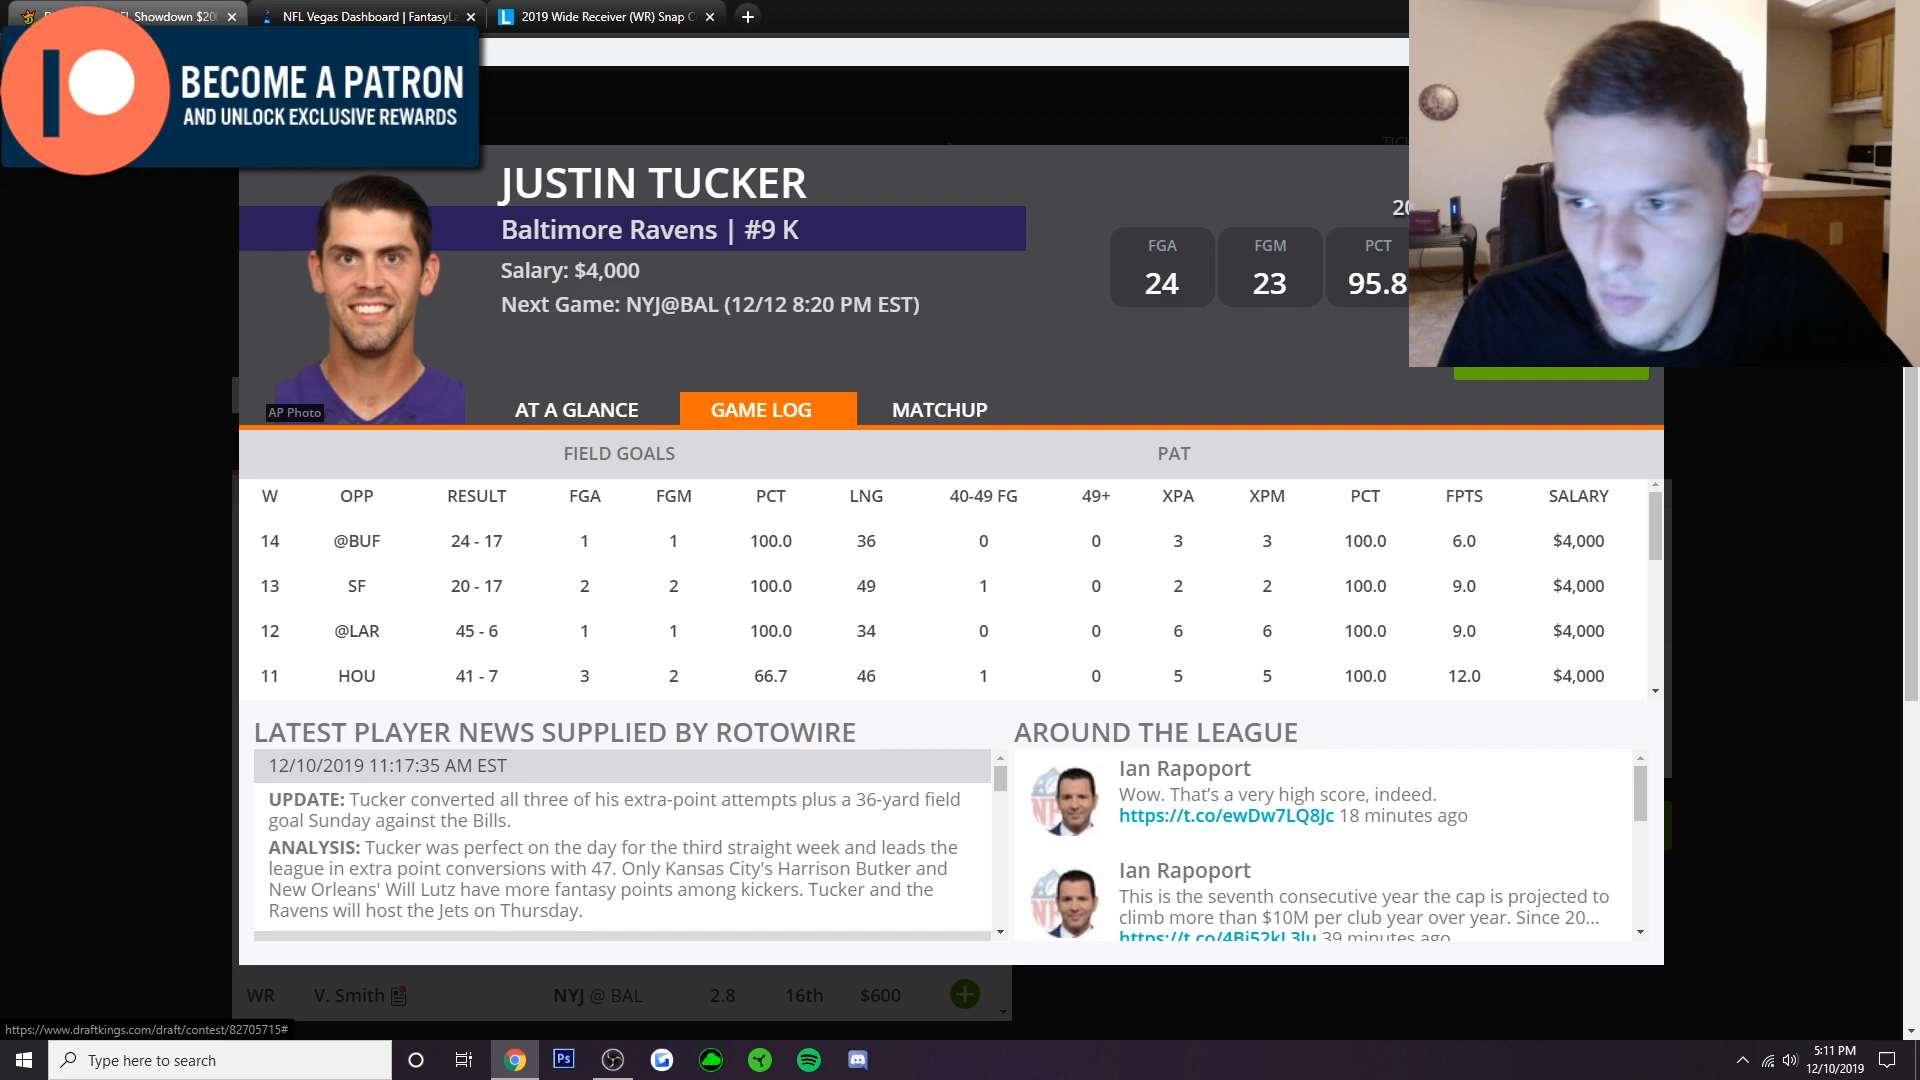 FL Showdown $200
NFL Vegas Dashboard | FantasyLa
2019 Wide Receiver (WR) Snap C
BECOME A PATRON
AND UNLOCK EXCLUSIVE REWARDS
JUSTIN TUCKER
Baltimore Ravens | #9 K
Salary: $4,000
Next Game: NYJ@BAL (12/12 8:20 PM EST)
FGA FGM PCT
24 23 95.8
AP Photo
AT A GLANCE GAME LOG MATCHUP
FIELD GOALS PAT
W OPP RESULT FGA FGM PCT LNG 40-49 FG 49+ XPA XPM PCT FPTS SALARY
14 @BUF 24 - 17 1 1 100.0 36 0 0 3 3 100.0 6.0 $4,000
13 SF 20 - 17 2 2 100.0 49 1 0 2 2 100.0 9.0 $4,000
12 @LAR 45 - 6 1 1 100.0 34 0 0 6 6 100.0 9.0 $4,000
11 HOU 41 - 7 3 2 66.7 46 1 0 5 5 100.0 12.0 $4,000
LATEST PLAYER NEWS SUPPLIED BY ROTOWIRE
12/10/2019 11:17:35 AM EST
UPDATE: Tucker converted all three of his extra-point attempts plus a 36-yard field
goal Sunday against the Bills.
ANALYSIS: Tucker was perfect on the day for the third straight week and leads the
league in extra point conversions with 47. Only Kansas City's Harrison Butker and
New Orleans' Will Lutz have more fantasy points among kickers. Tucker and the
Ravens will host the Jets on Thursday.
AROUND THE LEAGUE
Ian Rapoport
Wow. That's a very high score, indeed.
https://t.co/ewDw7LQ8Jc 18 minutes ago
Ian Rapoport
This is the seventh consecutive year the cap is projected to
climb more than $10M per club year over year. Since 20...
39 minutes ago
WR V. Smith NYJ @ BAL 2.8 16th $600
https://www.draftkings.com/draft/contest/82705715#
Type here to search
Ps
5:11 PM
12/10/2019